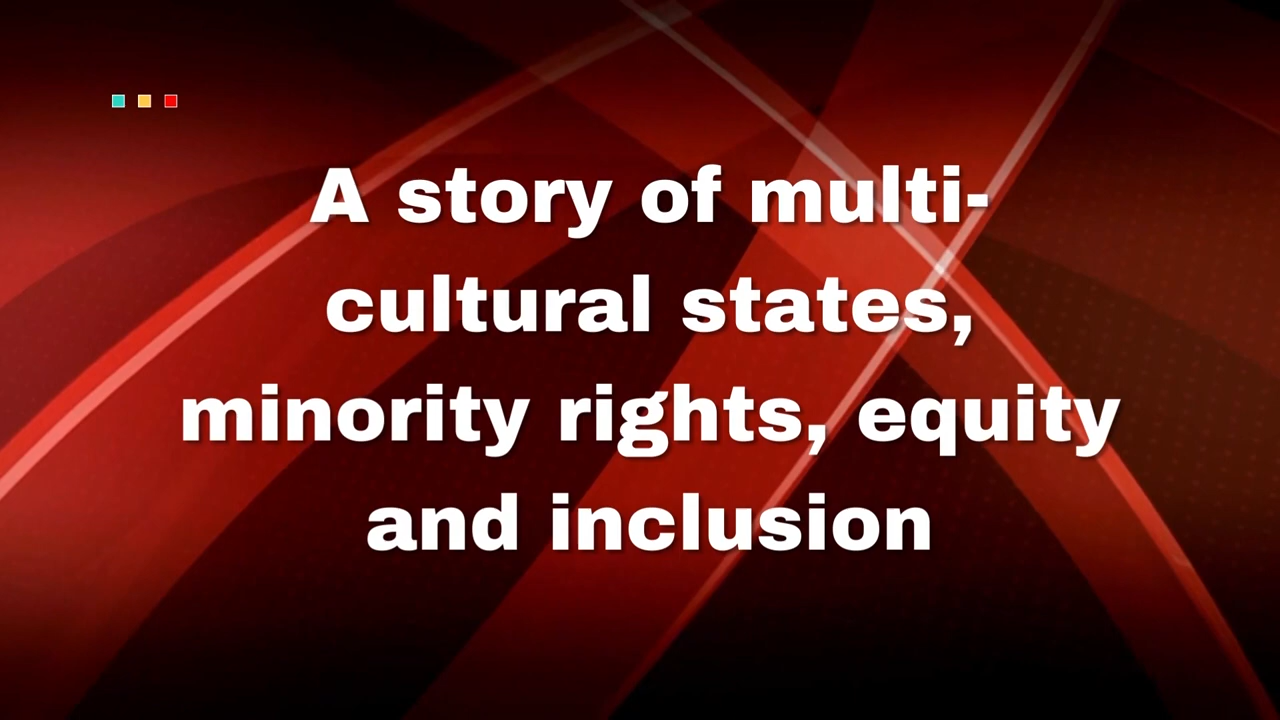 A story of multi-
cultural states,
minority rights, equity
and inclusion